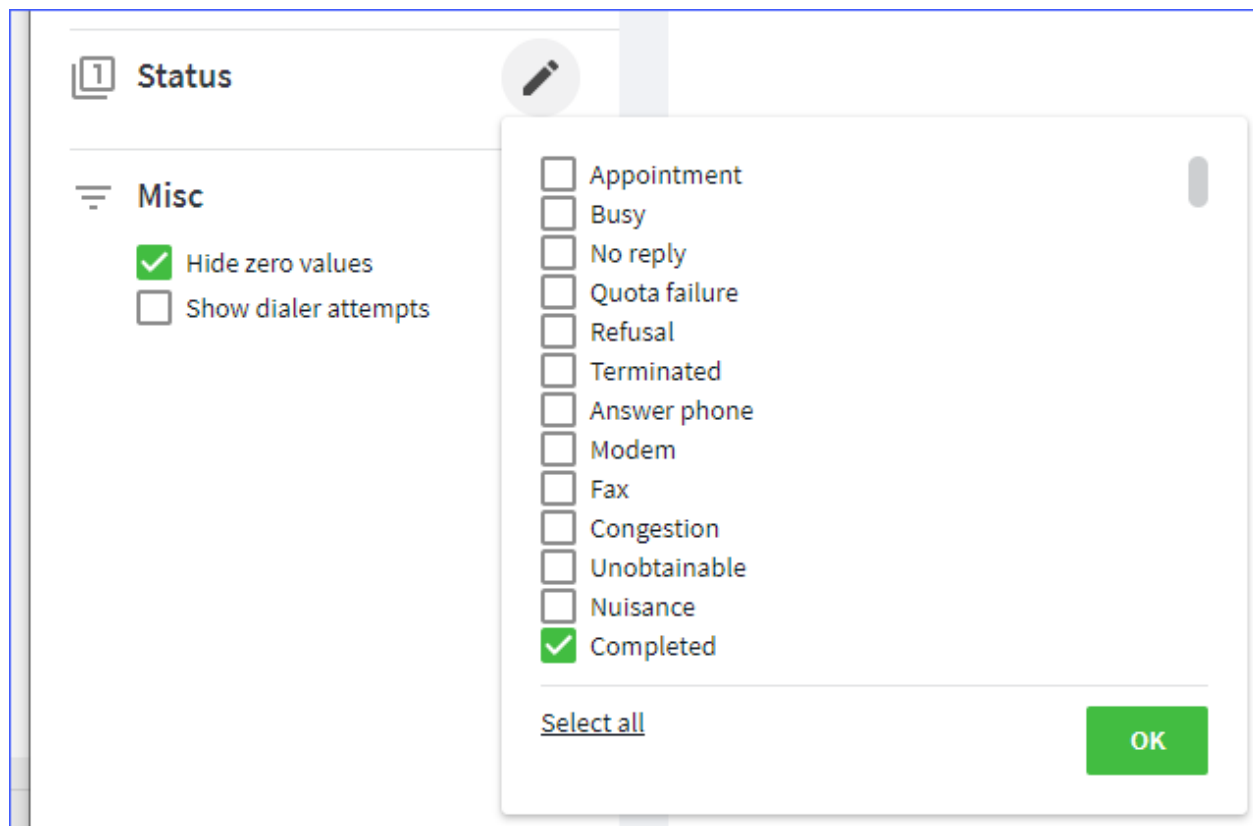 1
Status
Misc
Hide zero values
Show dialer attempts
Appointment
Busy
No reply
Quota failure
Refusal
Terminated
Answer phone
Modem
Fax
Congestion
Unobtainable
Nuisance
Completed
Select all
OK